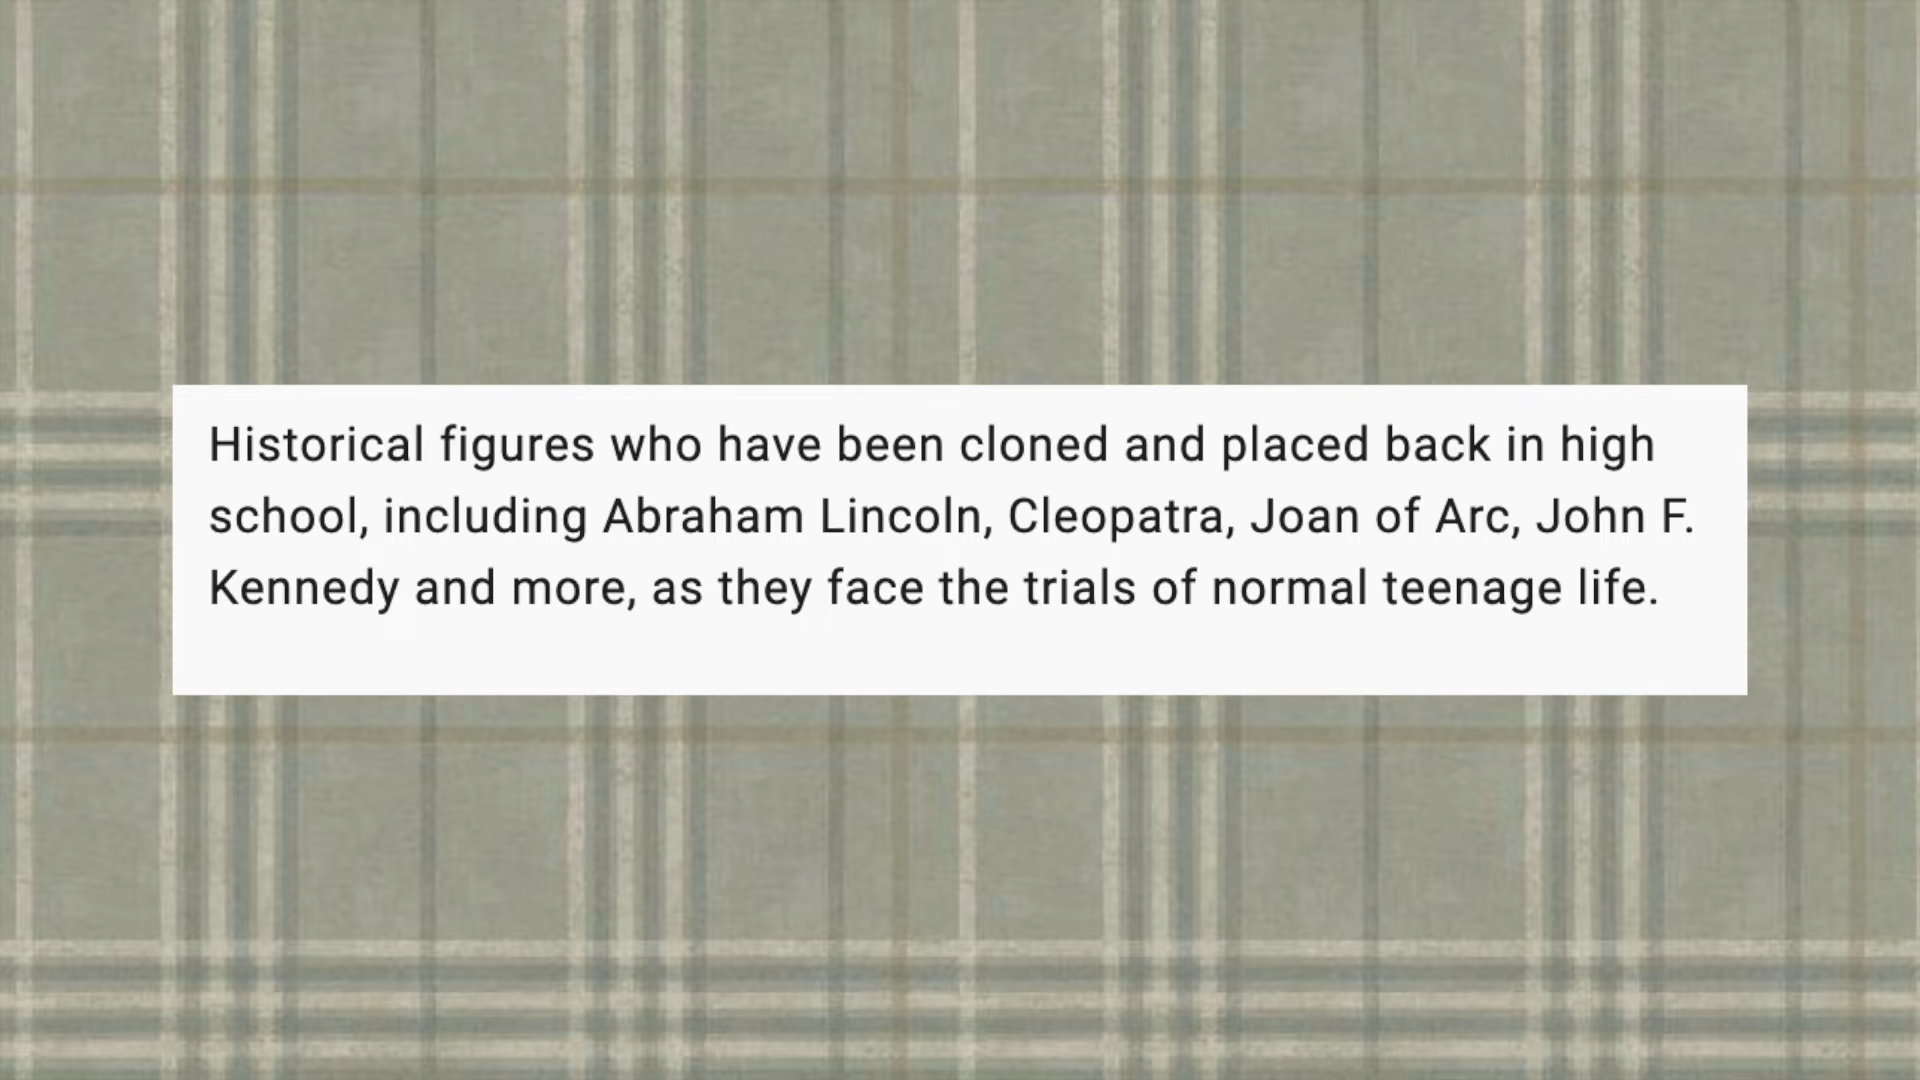 Historical figures who have been cloned and placed back in high
school, including Abraham Lincoln, Cleopatra, Joan of Arc, John F.
Kennedy and more, as they face the trials of normal teenage life.